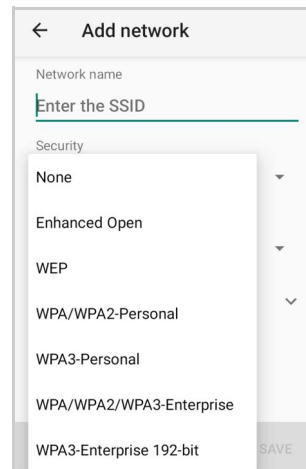 Add network
Network name
Enter the SSID
Security
None
Enhanced Open
WEP
WPA/WPA2-Personal
WPA3-Personal
WPA/WPA2/WPA3-Enterprise
WPA3-Enterprise 192-bit
SAVE